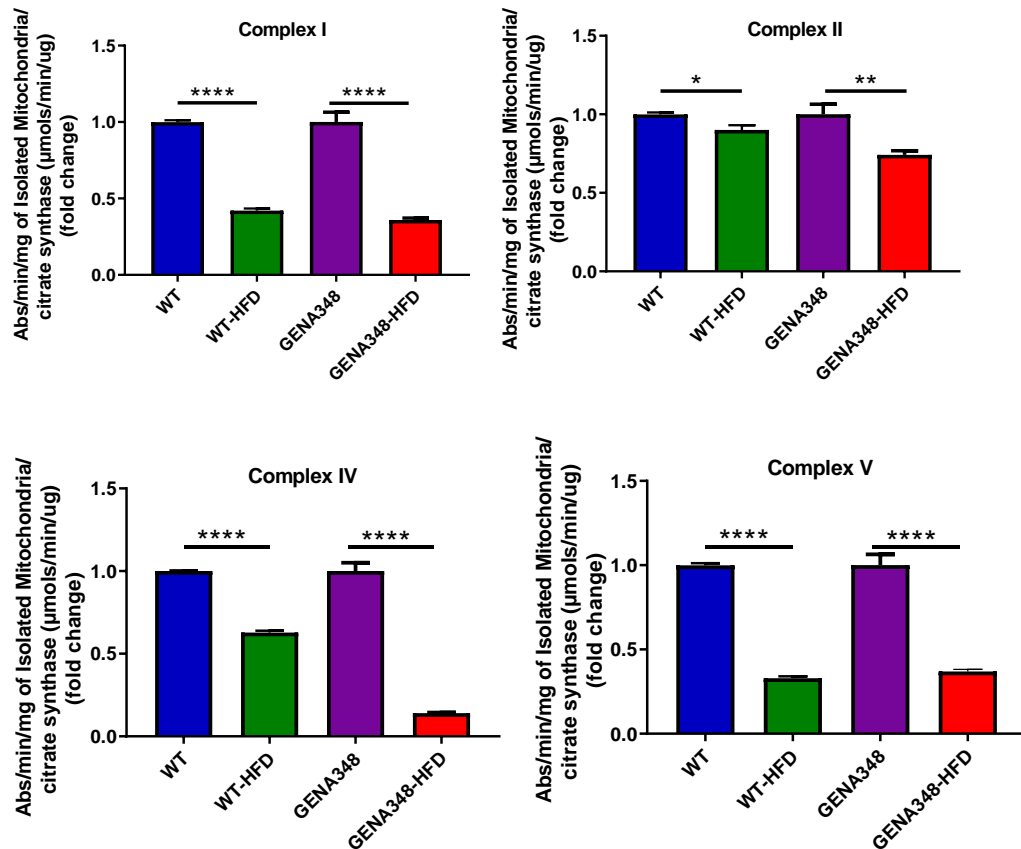 Complex I
Abs/min/mg of Isolated Mitochondria/
citrate synthase (µmols/min/ug)
(fold change)
1.5
1.0
0.5
0.0
****
****
WT
WT-HFD
GENA348
GENA348-HFD
Complex II
Abs/min/mg of Isolated Mitochondria/
citrate synthase (µmols/min/ug)
(fold change)
1.5
1.0
0.5
0.0
*
**
WT
WT-HFD
GENA348
GENA348-HFD
Complex IV
Abs/min/mg of Isolated Mitochondria/
citrate synthase (µmols/min/ug)
(fold change)
1.5
1.0
0.5
0.0
****
****
WT
WT-HFD
GENA348
GENA348-HFD
Complex V
Abs/min/mg of Isolated Mitochondria/
citrate synthase (µmols/min/ug)
(fold change)
1.5
1.0
0.5
0.0
****
****
WT
WT-HFD
GENA348
GENA348-HFD